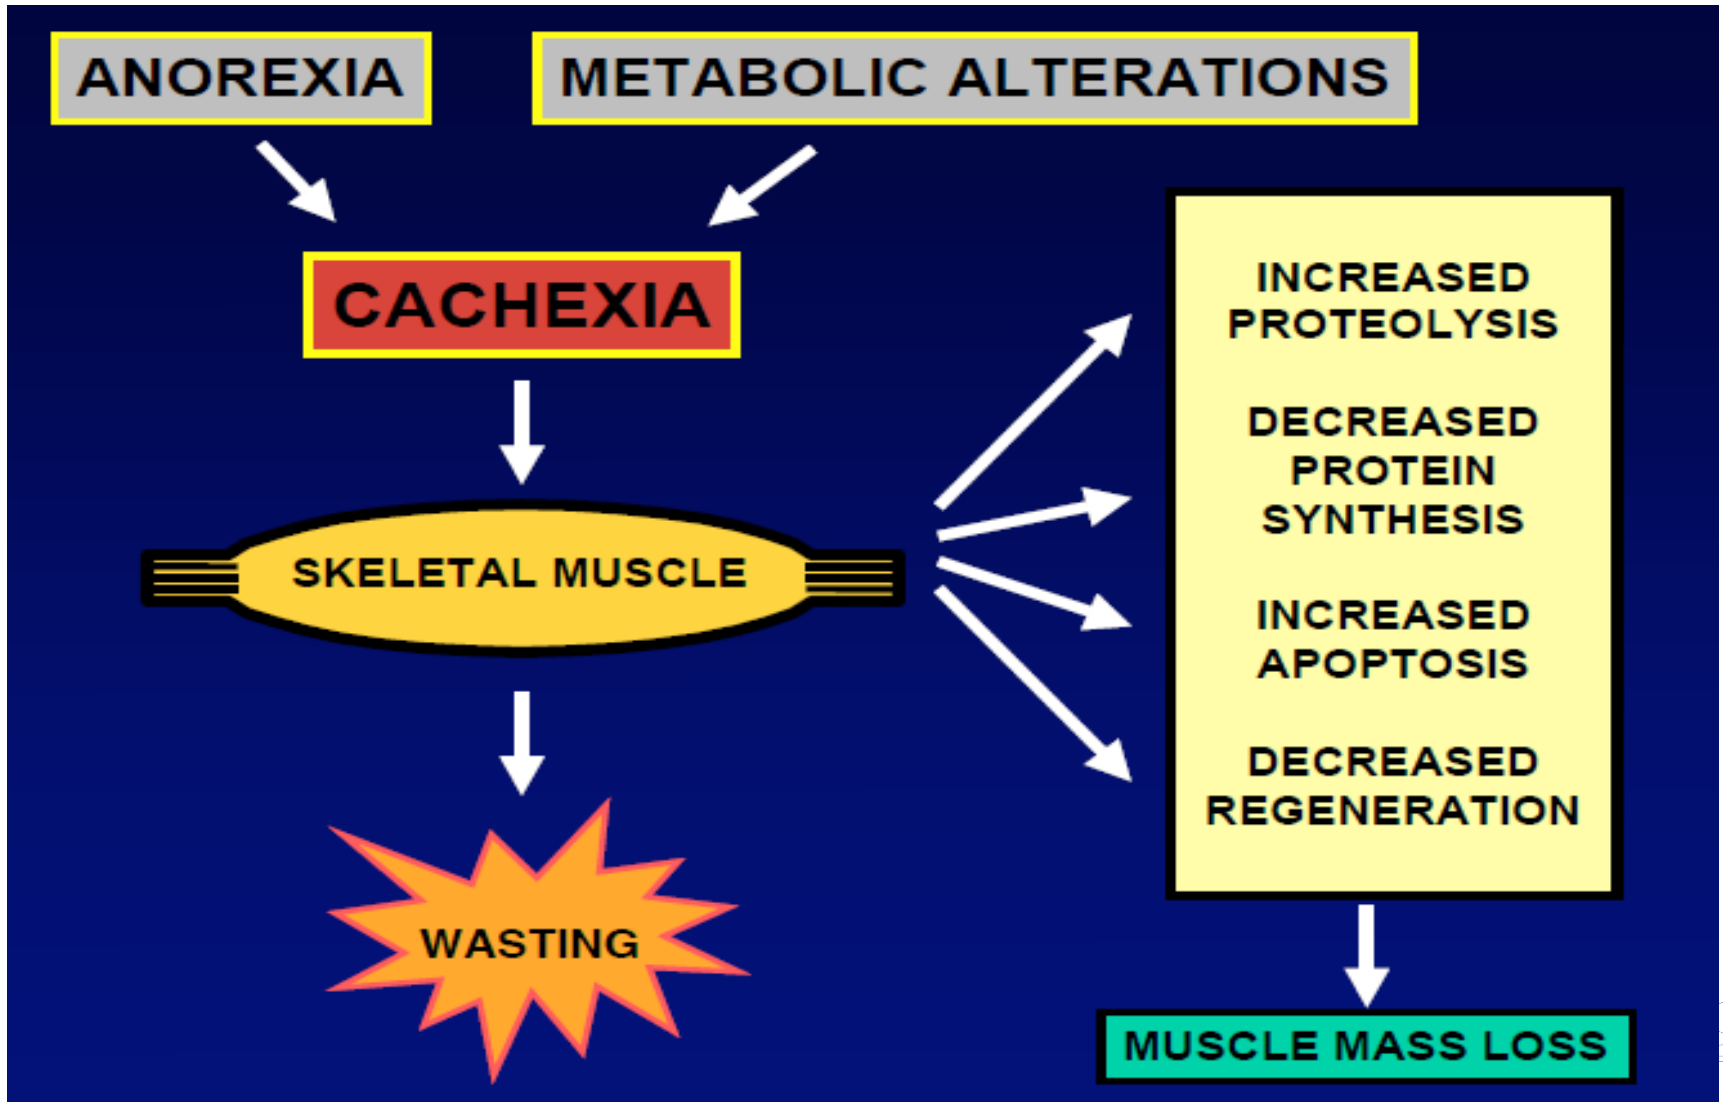 ANOREXIA
METABOLIC ALTERATIONS
CACHEXIA
SKELETAL MUSCLE
WASTING
INCREASED
PROTEOLYSIS
DECREASED
PROTEIN
SYNTHESIS
INCREASED
APOPTOSIS
DECREASED
REGENERATION
MUSCLE MASS LOSS